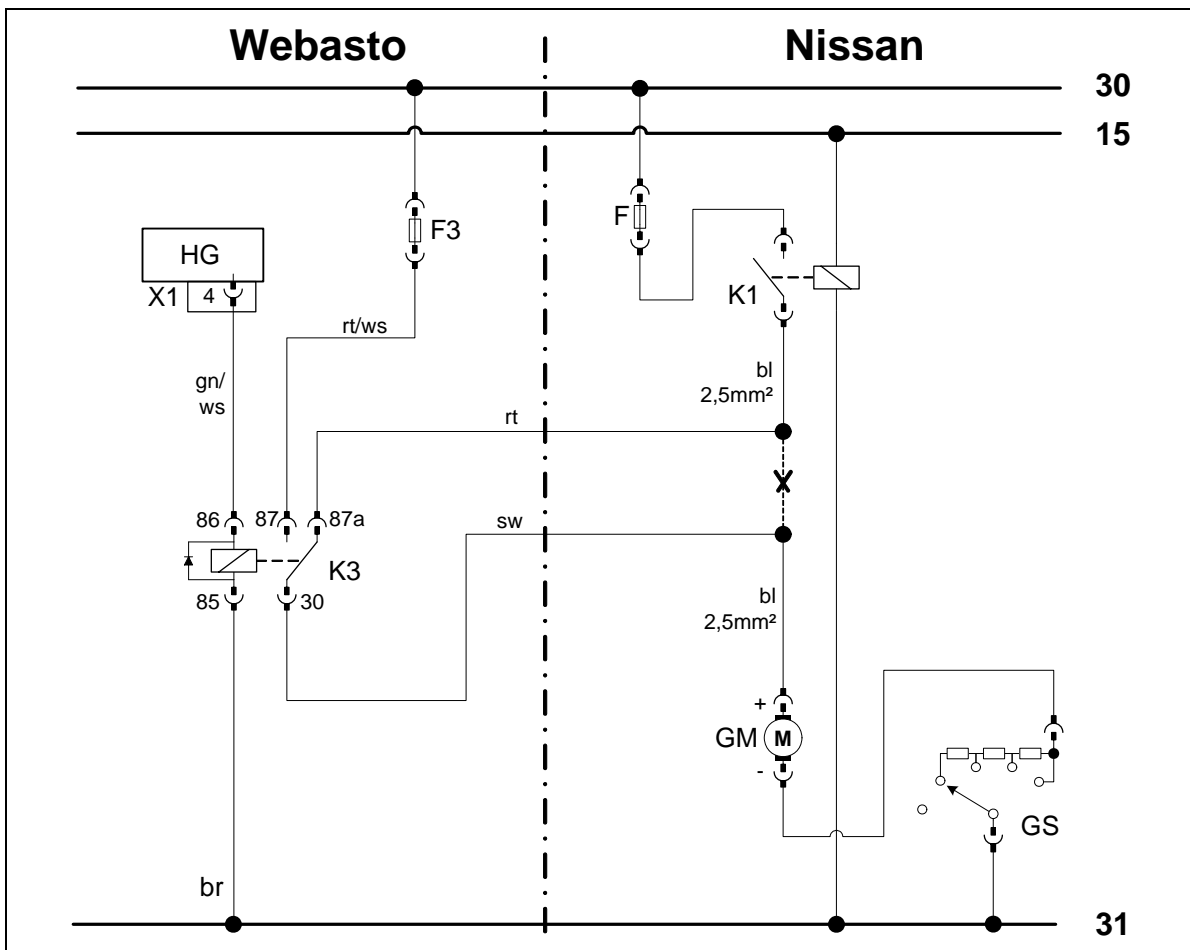 Webasto Nissan
30
15
F3 F
HG
X1 4 K1
rt/ws
gn/
ws
bl
2,5mm²
rt
X
86 87 87a
sw
K3
85 30
bl
2,5mm²
+
GM M
-
GS
br
31